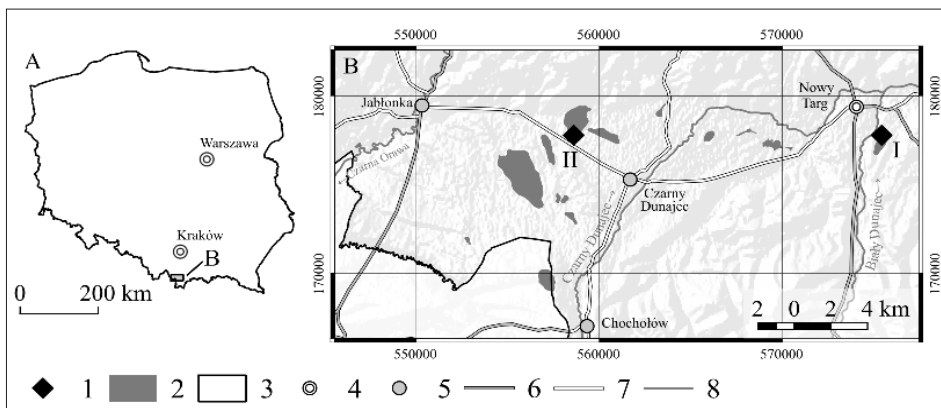 550000 560000 570000
A
B
180000
180000
Nowy
Targ
Jabłonka
Warszawa
←Czarna Orawa
II
I
Czarny
Dunajec
Czarny Dunajec→
Biały Dunajec→
Kraków
B
170000
170000
0 200 km
2 0 2 4 km
Chochołów
550000 560000 570000
1 2 3 4 5 6 7 8